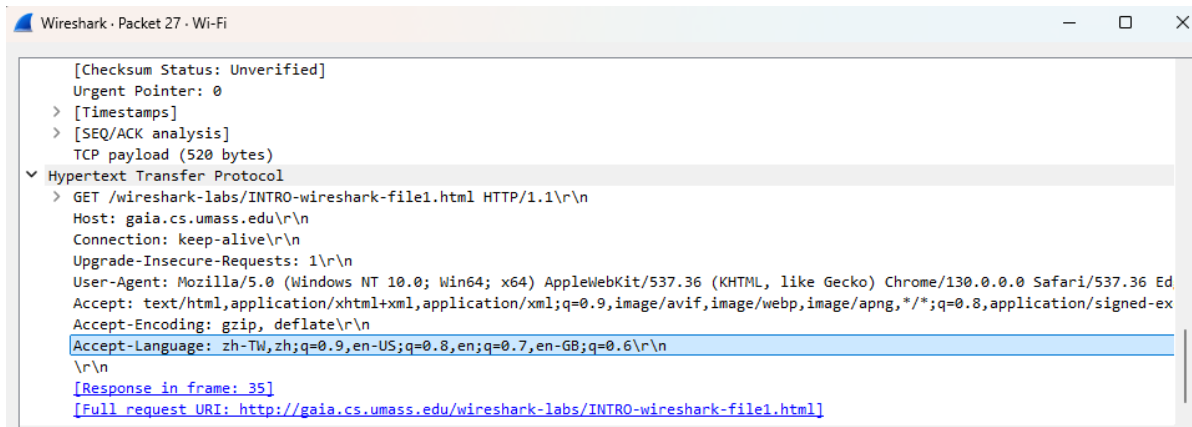 Wireshark · Packet 27 · Wi-Fi
[Checksum Status: Unverified]
Urgent Pointer: 0
[Timestamps]
[SEQ/ACK analysis]
TCP payload (520 bytes)
Hypertext Transfer Protocol
GET /wireshark-labs/INTRO-wireshark-file1.html HTTP/1.1\r\n
Host: gaia.cs.umass.edu\r\n
Connection: keep-alive\r\n
Upgrade-Insecure-Requests: 1\r\n
User-Agent: Mozilla/5.0 (Windows NT 10.0; Win64; x64) AppleWebKit/537.36 (KHTML, like Gecko) Chrome/130.0.0.0 Safari/537.36 Ed
Accept: text/html,application/xhtml+xml,application/xml;q=0.9,image/avif,image/webp,image/apng,*/*;q=0.8,application/signed-ex
Accept-Encoding: gzip, deflate\r\n
Accept-Language: zh-TW,zh;q=0.9,en-US;q=0.8,en;q=0.7,en-GB;q=0.6\r\n
\r\n
[Response in frame: 35]
[Full request URI: http://gaia.cs.umass.edu/wireshark-labs/INTRO-wireshark-file1.html]